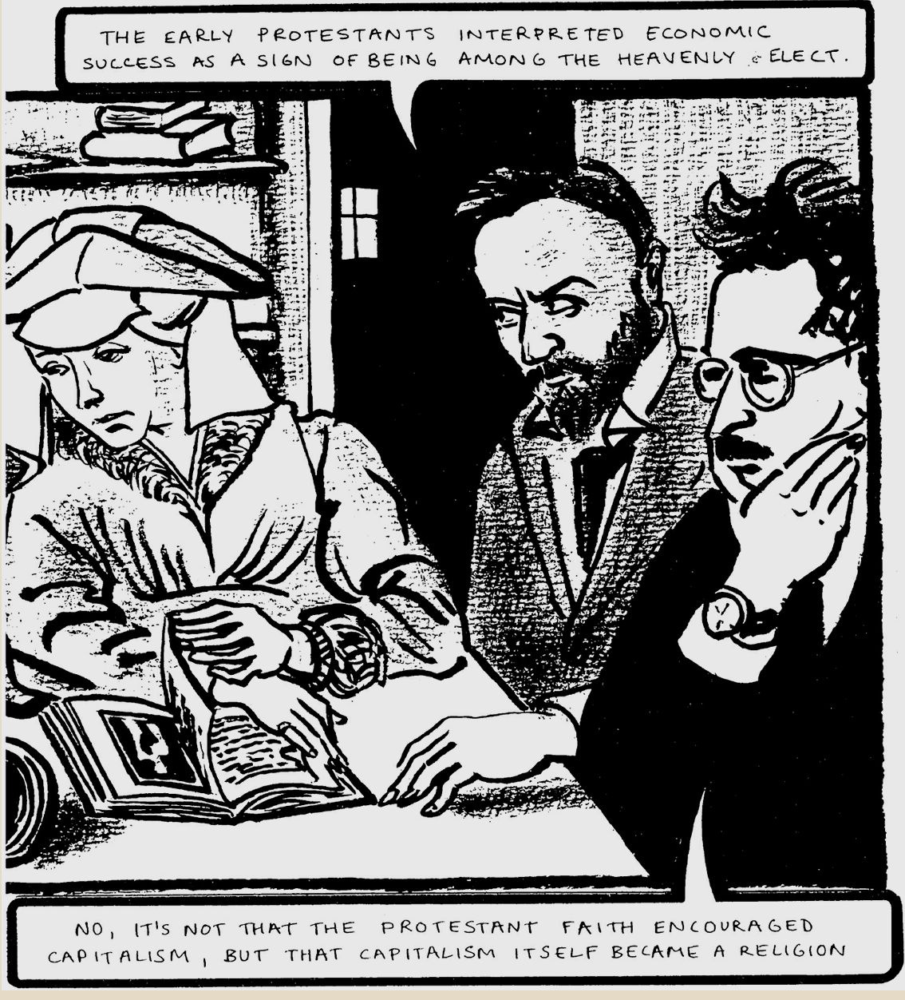 THE EARLY PROTESTANTS INTERPRETED ECONOMIC
SUCCESS AS A SIGN OF BEING AMONG THE HEAVENLY ELECT.
NO, IT'S NOT THAT THE PROTESTANT FAITH ENCOURAGED
CAPITALISM, BUT THAT CAPITALISM ITSELF BECAME A RELIGION